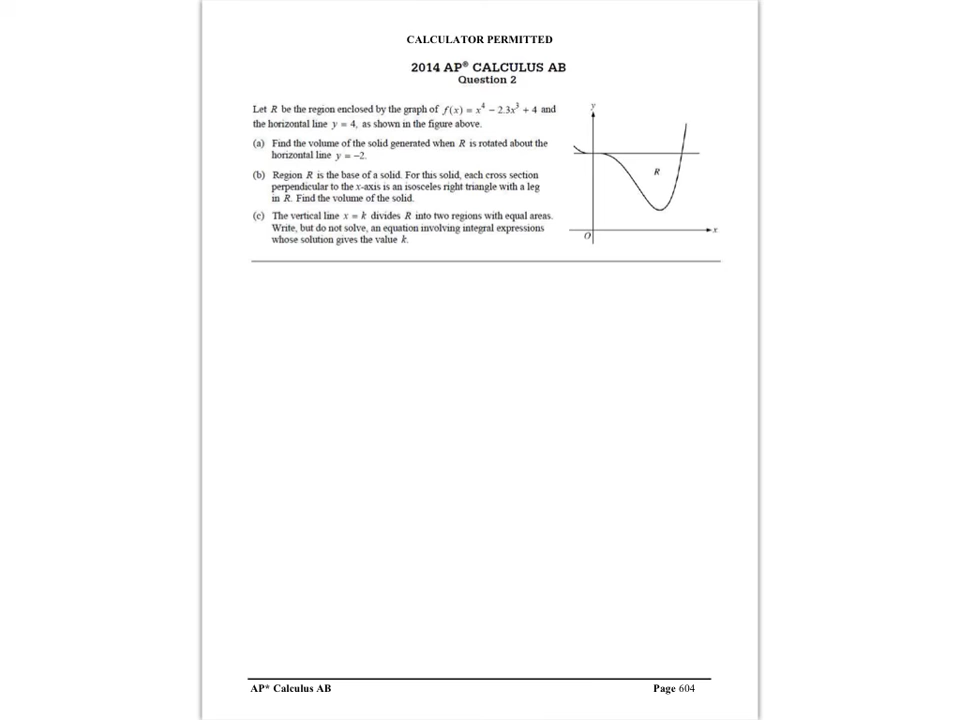 CALCULATOR PERMITTED
2014 AP® CALCULUS AB
Question 2
Let R be the region enclosed by the graph of f(x) = x⁴ − 2.3x³ + 4 and
the horizontal line y = 4, as shown in the figure above.
(a) Find the volume of the solid generated when R is rotated about the
horizontal line y = −2.
(b) Region R is the base of a solid. For this solid, each cross section
perpendicular to the x-axis is an isosceles right triangle with a leg
in R. Find the volume of the solid.
(c) The vertical line x = k divides R into two regions with equal areas.
Write, but do not solve, an equation involving integral expressions
whose solution gives the value k.
y
R
O
x
AP* Calculus AB
Page 604